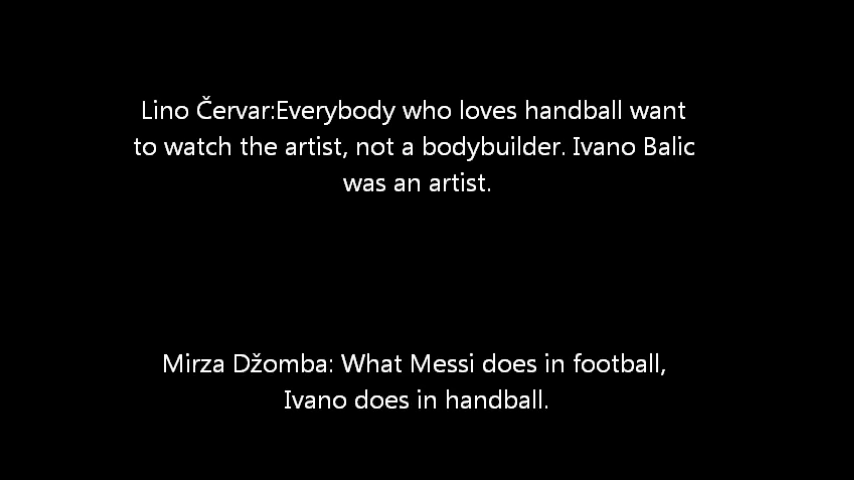 Lino Červar:Everybody who loves handball want
to watch the artist, not a bodybuilder. Ivano Balic
was an artist.
Mirza Džomba: What Messi does in football,
Ivano does in handball.